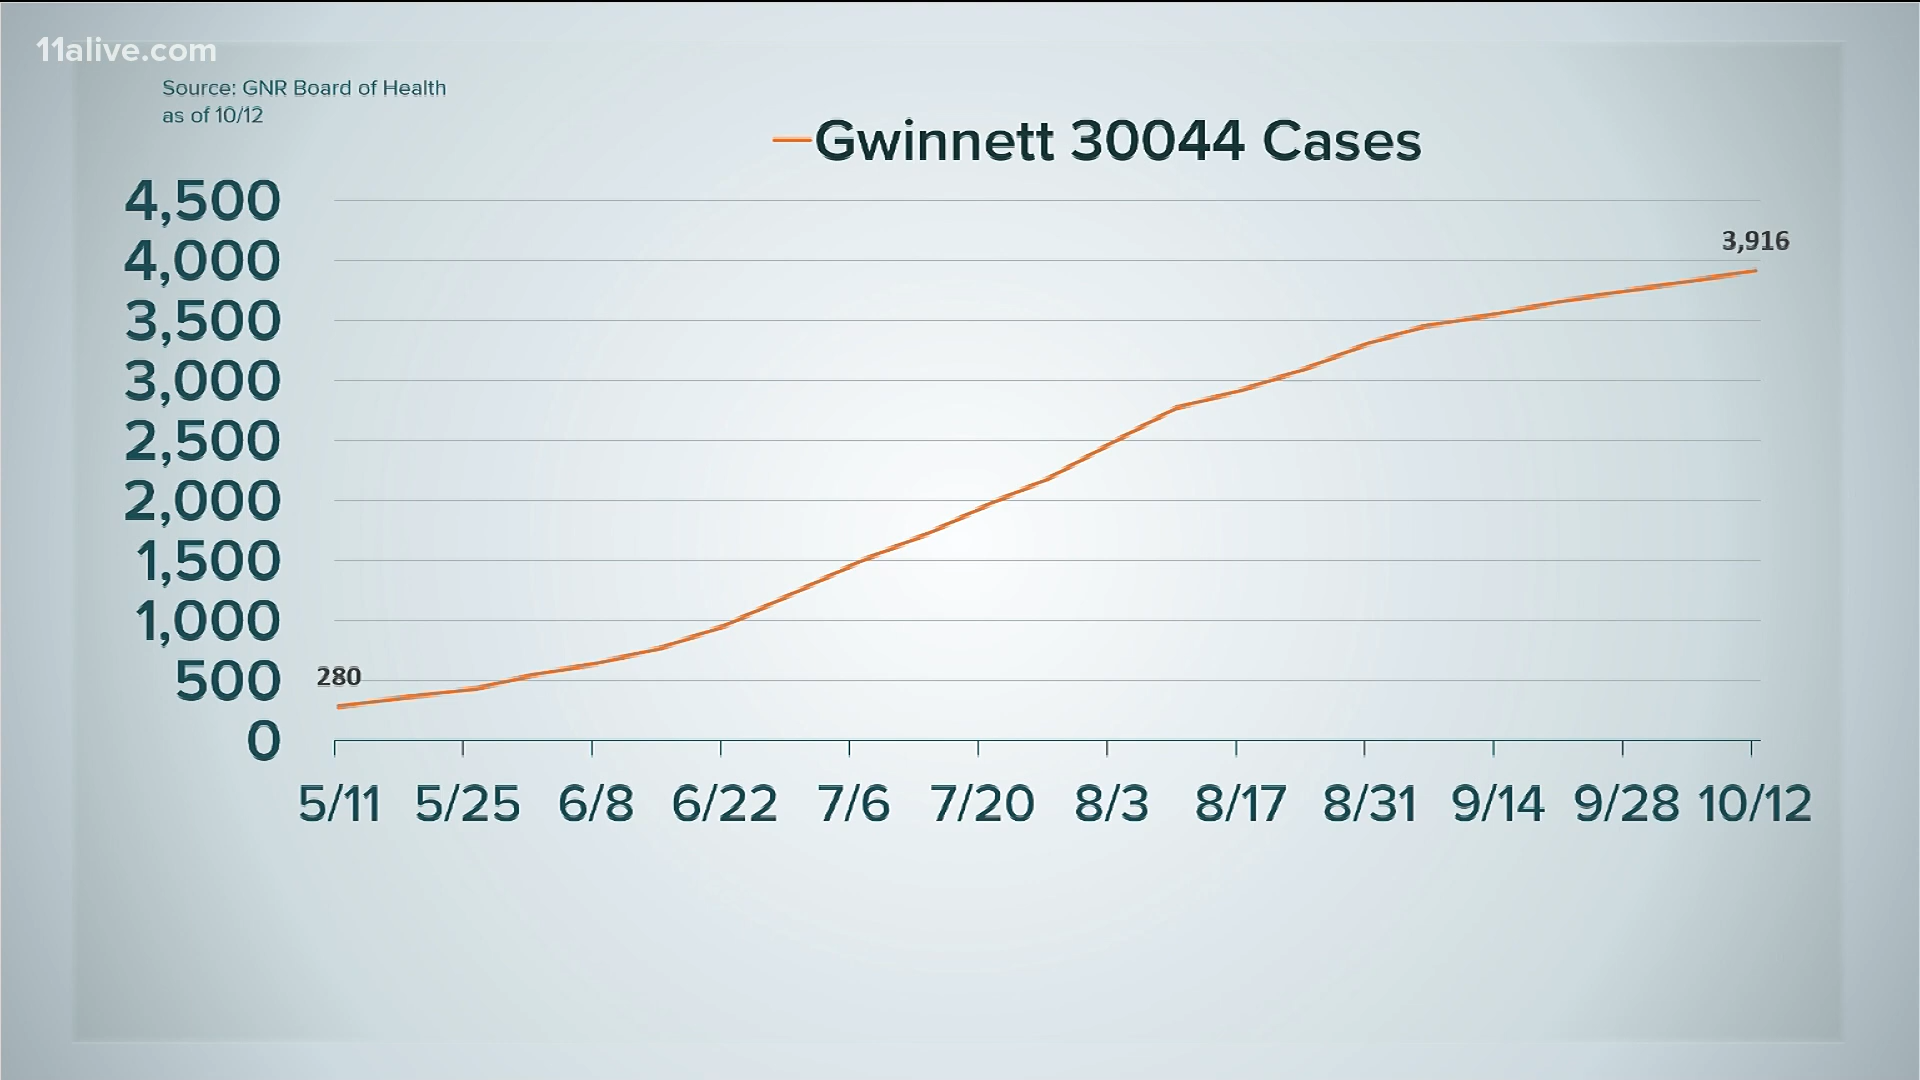 11alive.com
Source: GNR Board of Health
as of 10/12
Gwinnett 30044 Cases
4,500
4,000
3,500
3,000
2,500
2,000
1,500
1,000
500
0
3,916
280
5/11 5/25 6/8 6/22 7/6 7/20 8/3 8/17 8/31 9/14 9/28 10/12